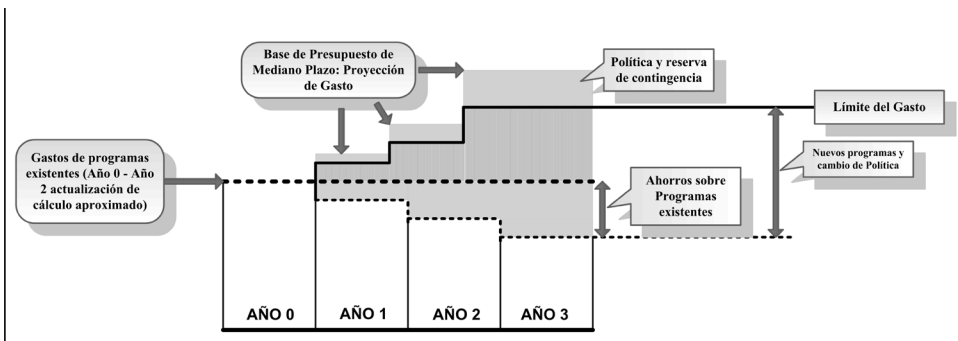 Base de Presupuesto de
Mediano Plazo: Proyección
de Gasto
Política y reserva
de contingencia
Límite del Gasto
Gastos de programas
existentes (Año 0 - Año
2 actualización de
cálculo aproximado)
Nuevos programas y
cambio de Política
Ahorros sobre
Programas
existentes
AÑO 0
AÑO 1
AÑO 2
AÑO 3